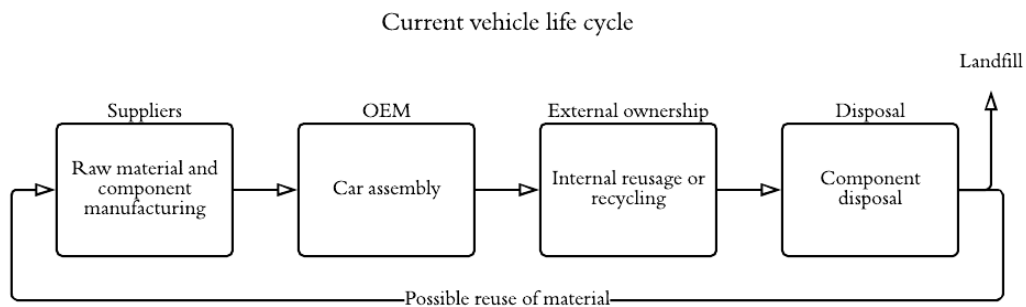 Current vehicle life cycle
Landfill
Suppliers
OEM
External ownership
Disposal
Raw material and
component
manufacturing
Car assembly
Internal reusage or
recycling
Component
disposal
Possible reuse of material